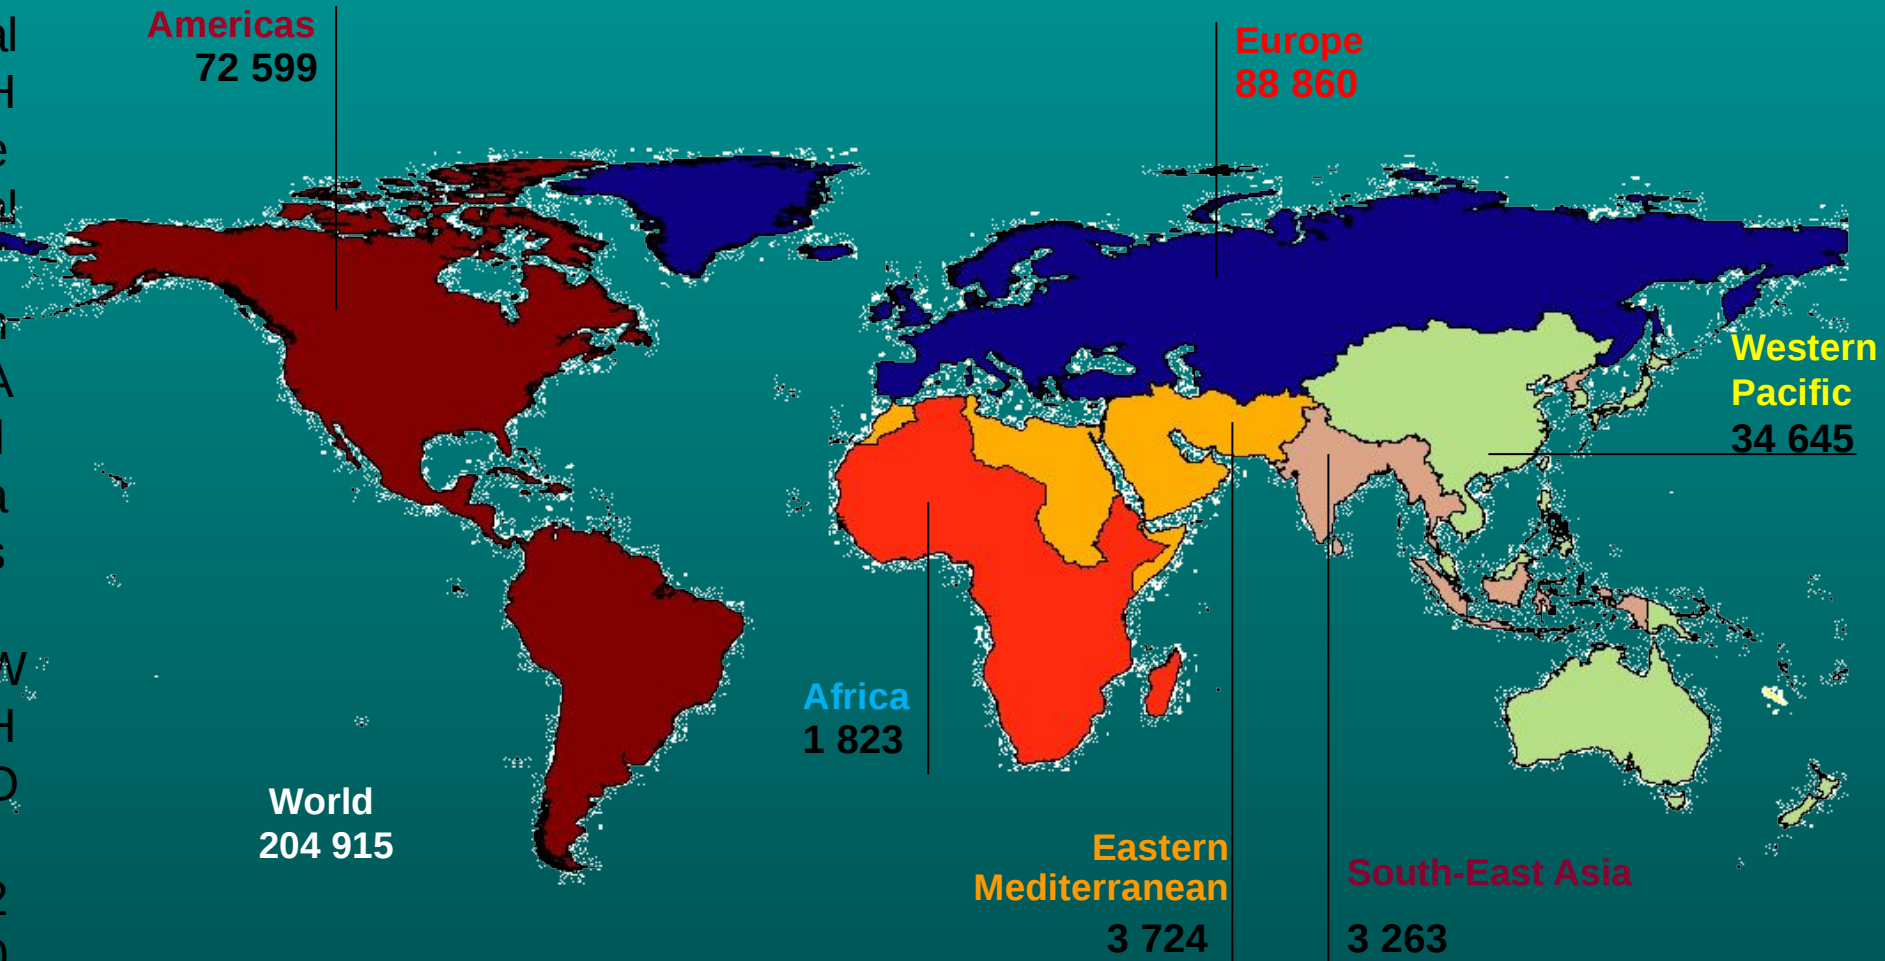 Americas
72 599
Europe
88 860
Western
Pacific
34 645
Africa
1 823
World
204 915
Eastern
Mediterranean
3 724
South-East Asia
3 263